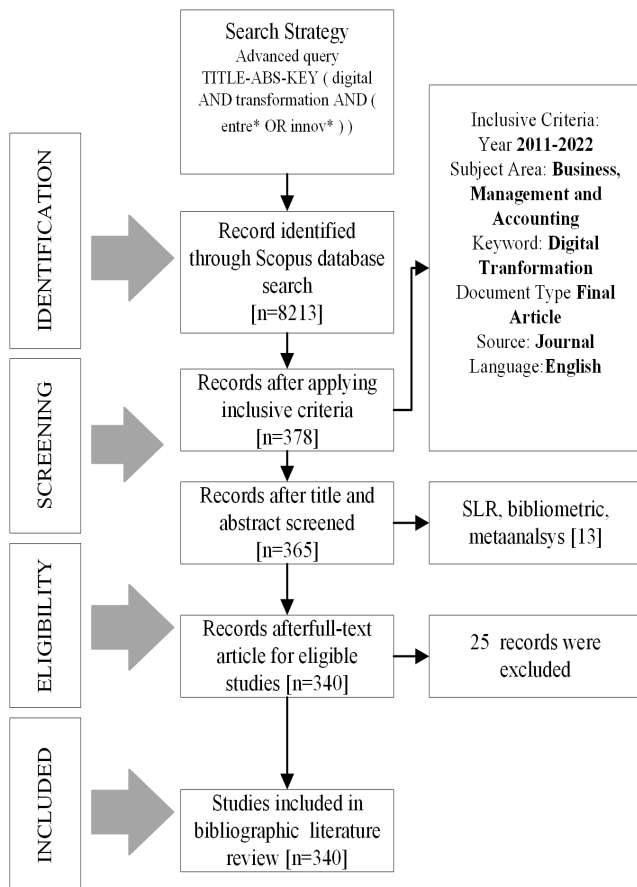 Search Strategy
Advanced query
TITLE-ABS-KEY ( digital
AND transformation AND (
entre* OR innov* ) )
IDENTIFICATION
Record identified
through Scopus database
search
[n=8213]
Inclusive Criteria:
Year 2011-2022
Subject Area: Business,
Management and
Accounting
Keyword: Digital
Tranformation
Document Type Final
Article
Source: Journal
Language:English
SCREENING
Records after applying
inclusive criteria
[n=378]
Records after title and
abstract screened
[n=365]
SLR, bibliometric,
metaanalsys [13]
ELIGIBILITY
Records afterfull-text
article for eligible
studies [n=340]
25 records were
excluded
INCLUDED
Studies included in
bibliographic literature
review [n=340]